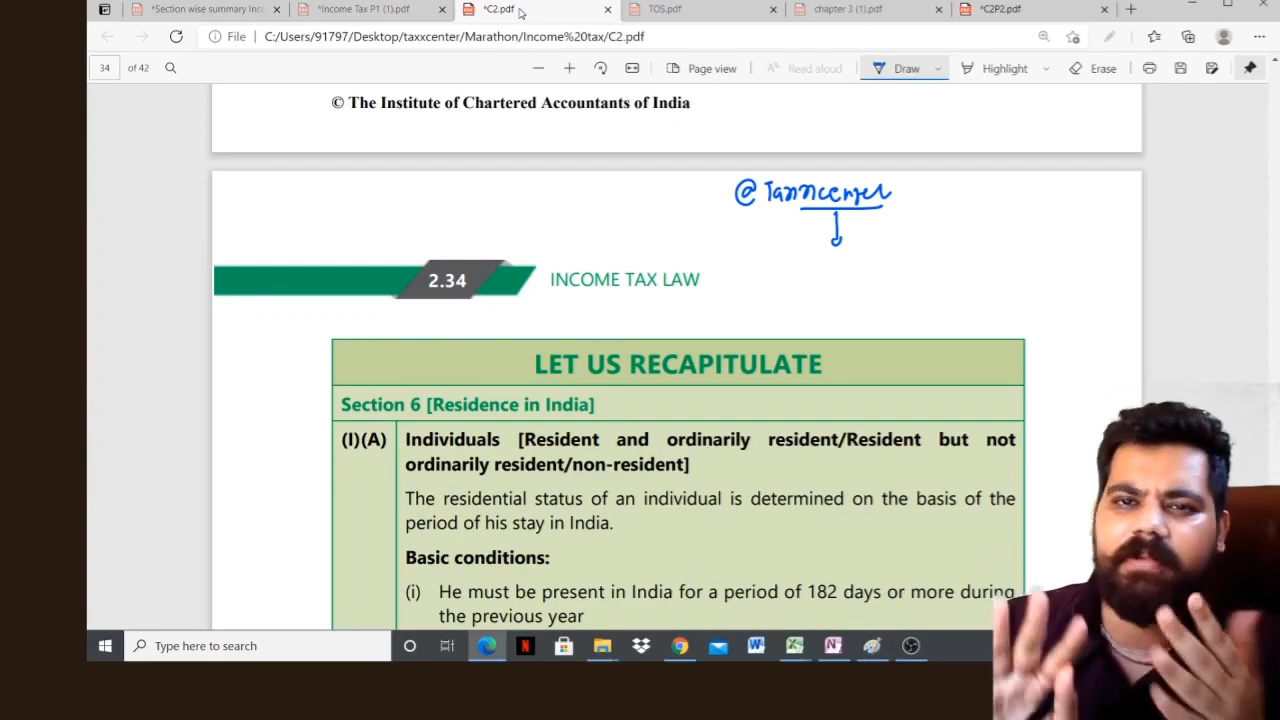 *Section wise summary Inc
*Income Tax P1 (1).pdf
*C2.pdf
TOS.pdf
chapter 3 (1).pdf
*C2P2.pdf
File
C:/Users/91797/Desktop/taxxcenter/Marathon/Income%20tax/C2.pdf
34 of 42
Page view
Read aloud
Draw
Highlight
Erase
© The Institute of Chartered Accountants of India
@Taxxcenter
2.34
INCOME TAX LAW
LET US RECAPITULATE
Section 6 [Residence in India]
(I)(A) Individuals [Resident and ordinarily resident/Resident but not
ordinarily resident/non-resident]
The residential status of an individual is determined on the basis of the
period of his stay in India.
Basic conditions:
(i) He must be present in India for a period of 182 days or more during
the previous year
Type here to search